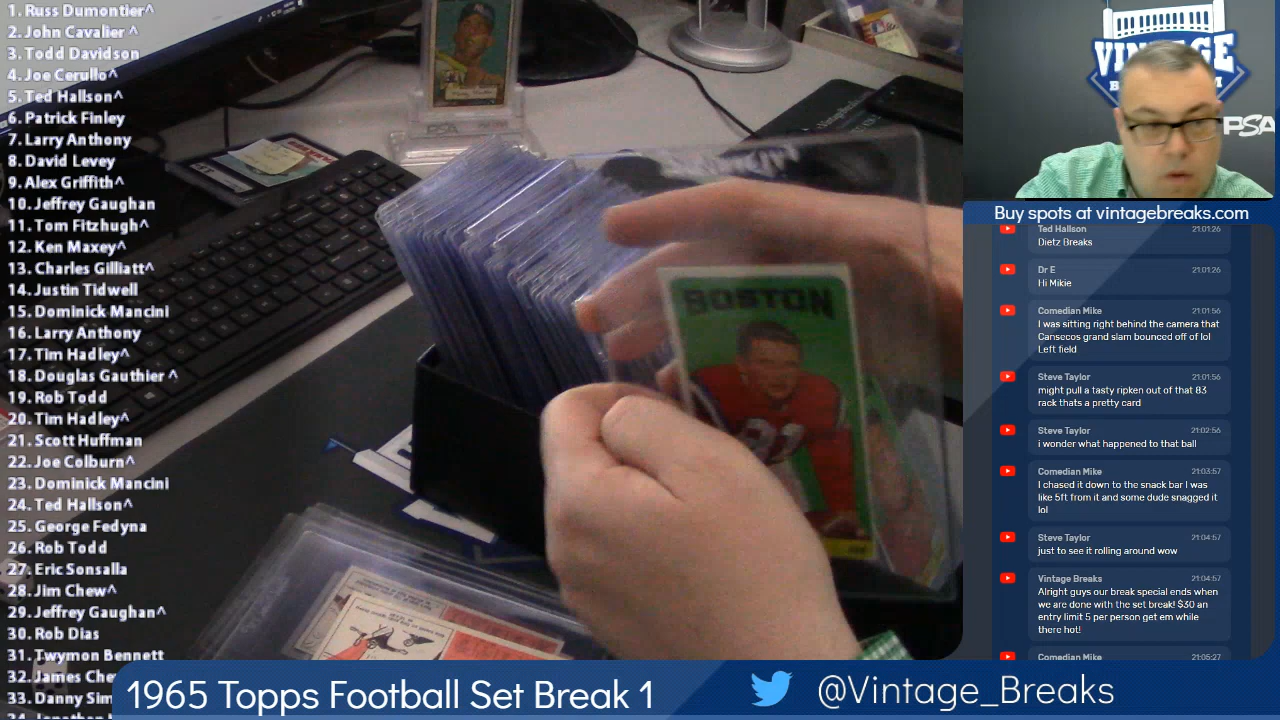 1. Russ Dumontier^
2. John Cavalier ^
3. Todd Davidson
4. Joe Cerullo^
5. Ted Hallson^
6. Patrick Finley
7. Larry Anthony
8. David Levey
9. Alex Griffith^
10. Jeffrey Gaughan
11. Tom Fitzhugh^
12. Ken Maxey^
13. Charles Gilliatt^
14. Justin Tidwell
15. Dominick Mancini
16. Larry Anthony
17. Tim Hadley^
18. Douglas Gauthier ^
19. Rob Todd
20. Tim Hadley^
21. Scott Huffman
22. Joe Colburn^
23. Dominick Mancini
24. Ted Hallson^
25. George Fedyna
26. Rob Todd
27. Eric Sonsalla
28. Jim Chew^
29. Jeffrey Gaughan^
30. Rob Dias
31. Twymon Bennett
32. James Che
33. Danny Sim
PSA
BOSTON
VINTAGE
PSA
Buy spots at vintagebreaks.com
Ted Hallson 21:01:26
Dietz Breaks
Dr E 21:01:26
Hi Mikie
Comedian Mike 21:01:56
I was sitting right behind the camera that
Cansecos grand slam bounced off of lol
Left field
Steve Taylor 21:01:56
might pull a tasty ripken out of that 83
rack thats a pretty card
Steve Taylor 21:02:56
i wonder what happened to that ball
Comedian Mike 21:03:57
I chased it down to the snack bar I was
like 5ft from it and some dude snagged it
lol
Steve Taylor 21:04:57
just to see it rolling around wow
Vintage Breaks 21:04:57
Alright guys our break special ends when
we are done with the set break! $30 an
entry limit 5 per person get em while
there hot!
Comedian Mike 21:05:27
1965 Topps Football Set Break 1
@Vintage_Breaks